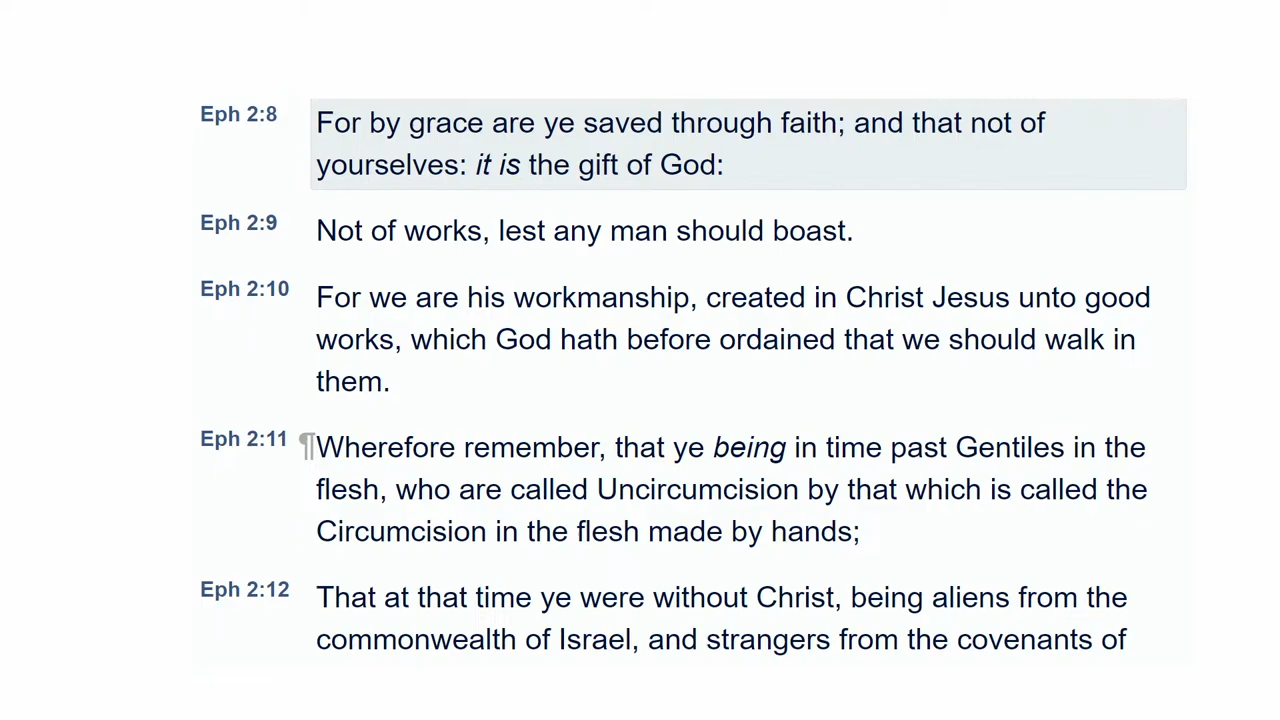 Eph 2:8 For by grace are ye saved through faith; and that not of
yourselves: it is the gift of God:
Eph 2:9 Not of works, lest any man should boast.
Eph 2:10 For we are his workmanship, created in Christ Jesus unto good
works, which God hath before ordained that we should walk in
them.
Eph 2:11 ¶Wherefore remember, that ye being in time past Gentiles in the
flesh, who are called Uncircumcision by that which is called the
Circumcision in the flesh made by hands;
Eph 2:12 That at that time ye were without Christ, being aliens from the
commonwealth of Israel, and strangers from the covenants of